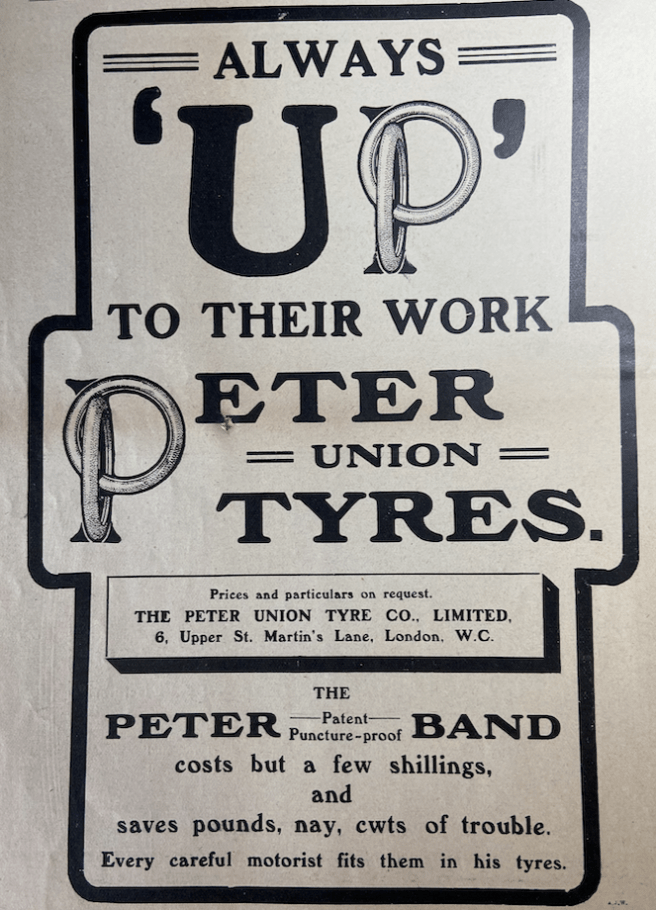 ALWAYS
'UP'
TO THEIR WORK
PETER
UNION
TYRES.
Prices and particulars on request.
THE PETER UNION TYRE CO., LIMITED,
6, Upper St. Martin's Lane, London, W.C.
THE
PETER —Patent— Puncture-proof BAND
costs but a few shillings,
and
saves pounds, nay, cwts of trouble.
Every careful motorist fits them in his tyres.